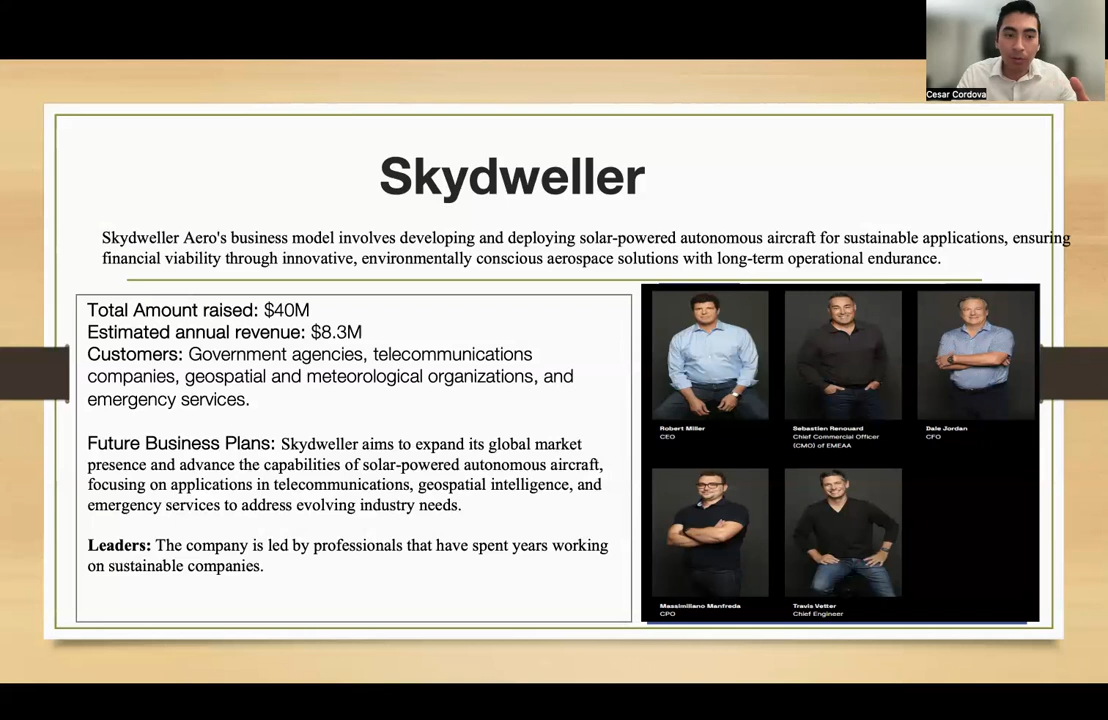 Cesar Cordova
Skydweller
Skydweller Aero's business model involves developing and deploying solar-powered autonomous aircraft for sustainable applications, ensuring
financial viability through innovative, environmentally conscious aerospace solutions with long-term operational endurance.
Total Amount raised: $40M
Estimated annual revenue: $8.3M
Customers: Government agencies, telecommunications
companies, geospatial and meteorological organizations, and
emergency services.
Future Business Plans: Skydweller aims to expand its global market
presence and advance the capabilities of solar-powered autonomous aircraft,
focusing on applications in telecommunications, geospatial intelligence, and
emergency services to address evolving industry needs.
Leaders: The company is led by professionals that have spent years working
on sustainable companies.
Robert Miller
CEO
Sebastien Renouard
Chief Commercial Officer
(CMO) of EMEAA
Dale Jordan
CFO
Massimiliano Manfreda
CPO
Travis Vetter
Chief Engineer